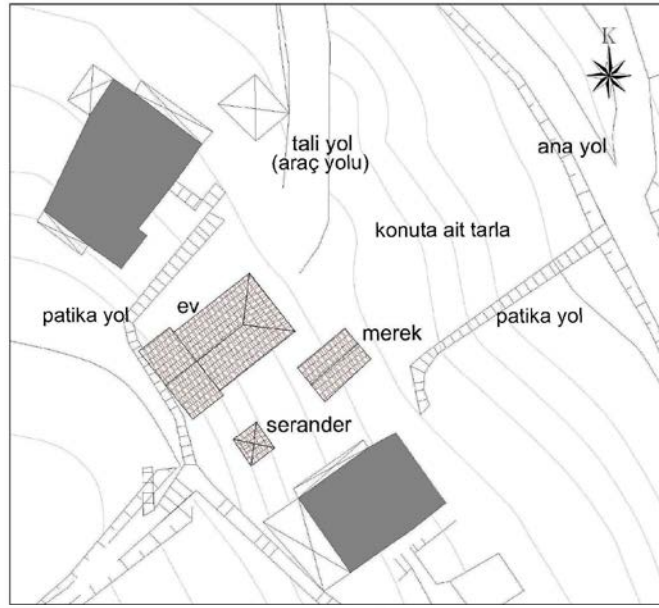 K
tali yol
(araç yolu)
ana yol
konuta ait tarla
patika yol
ev
patika yol
merek
serander